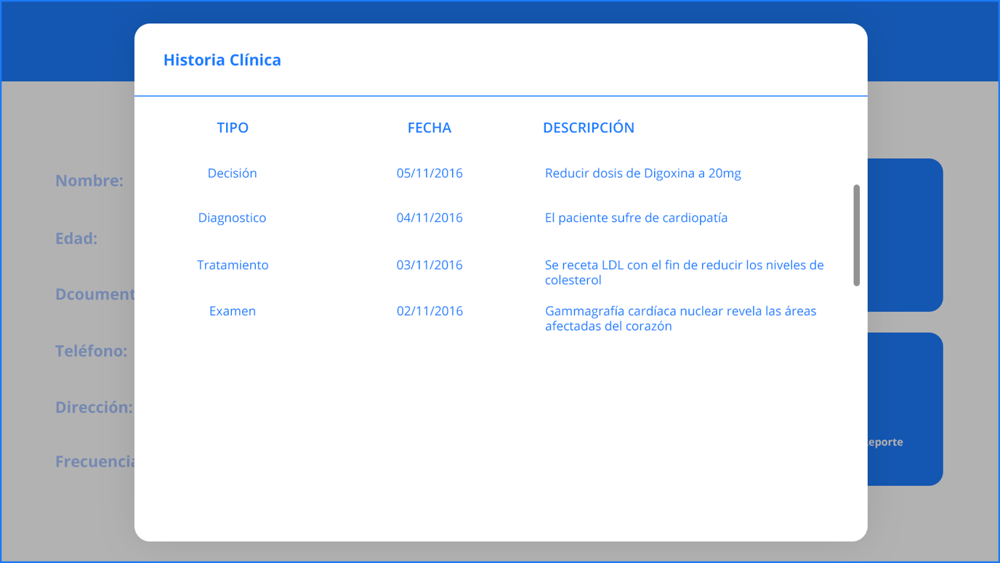 Historia Clínica
TIPO FECHA DESCRIPCIÓN
Decisión 05/11/2016 Reducir dosis de Digoxina a 20mg
Diagnostico 04/11/2016 El paciente sufre de cardiopatía
Tratamiento 03/11/2016 Se receta LDL con el fin de reducir los niveles de
colesterol
Examen 02/11/2016 Gammagrafía cardíaca nuclear revela las áreas
afectadas del corazón
Nombre:
Edad:
Dcument
Teléfono:
Dirección:
Frecuencia
eporte